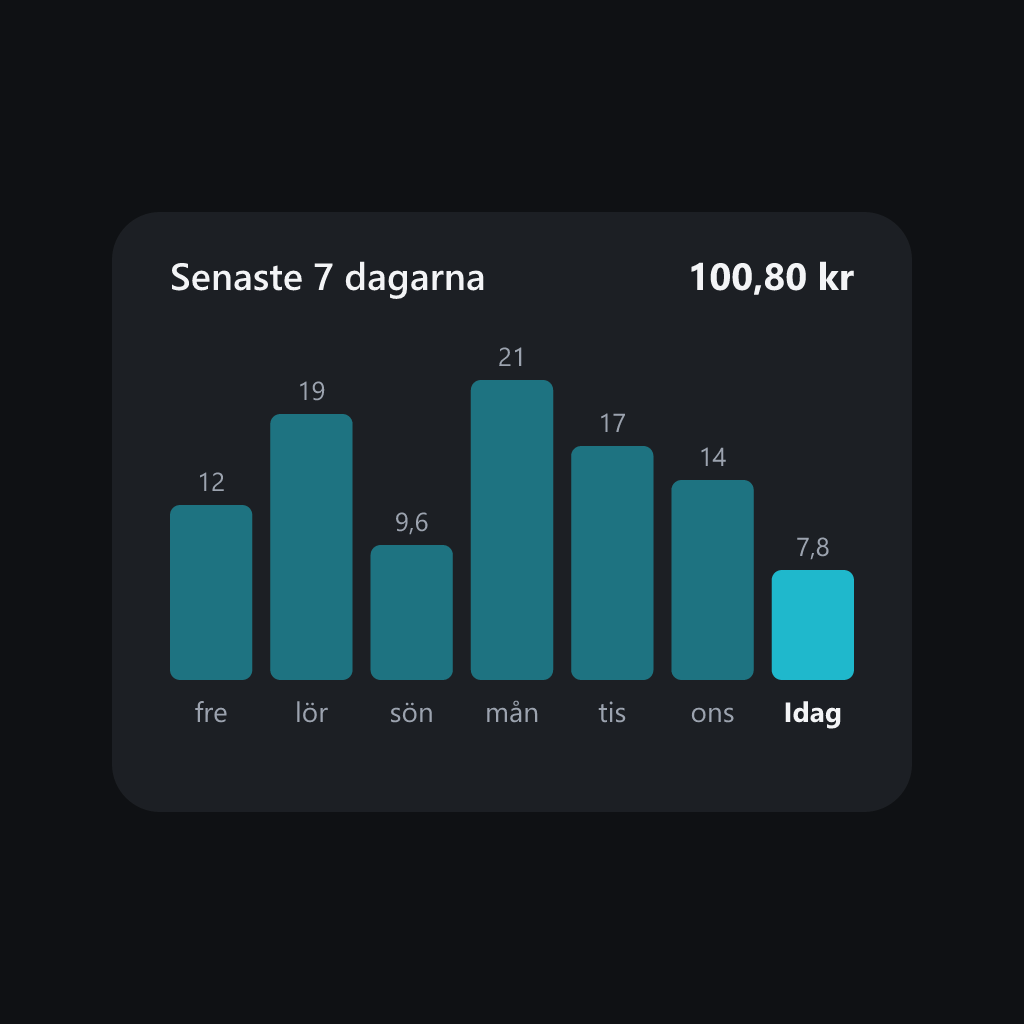 Senaste 7 dagarna 100,80 kr
12 19 9,6 21 17 14 7,8
fre lör sön mån tis ons Idag